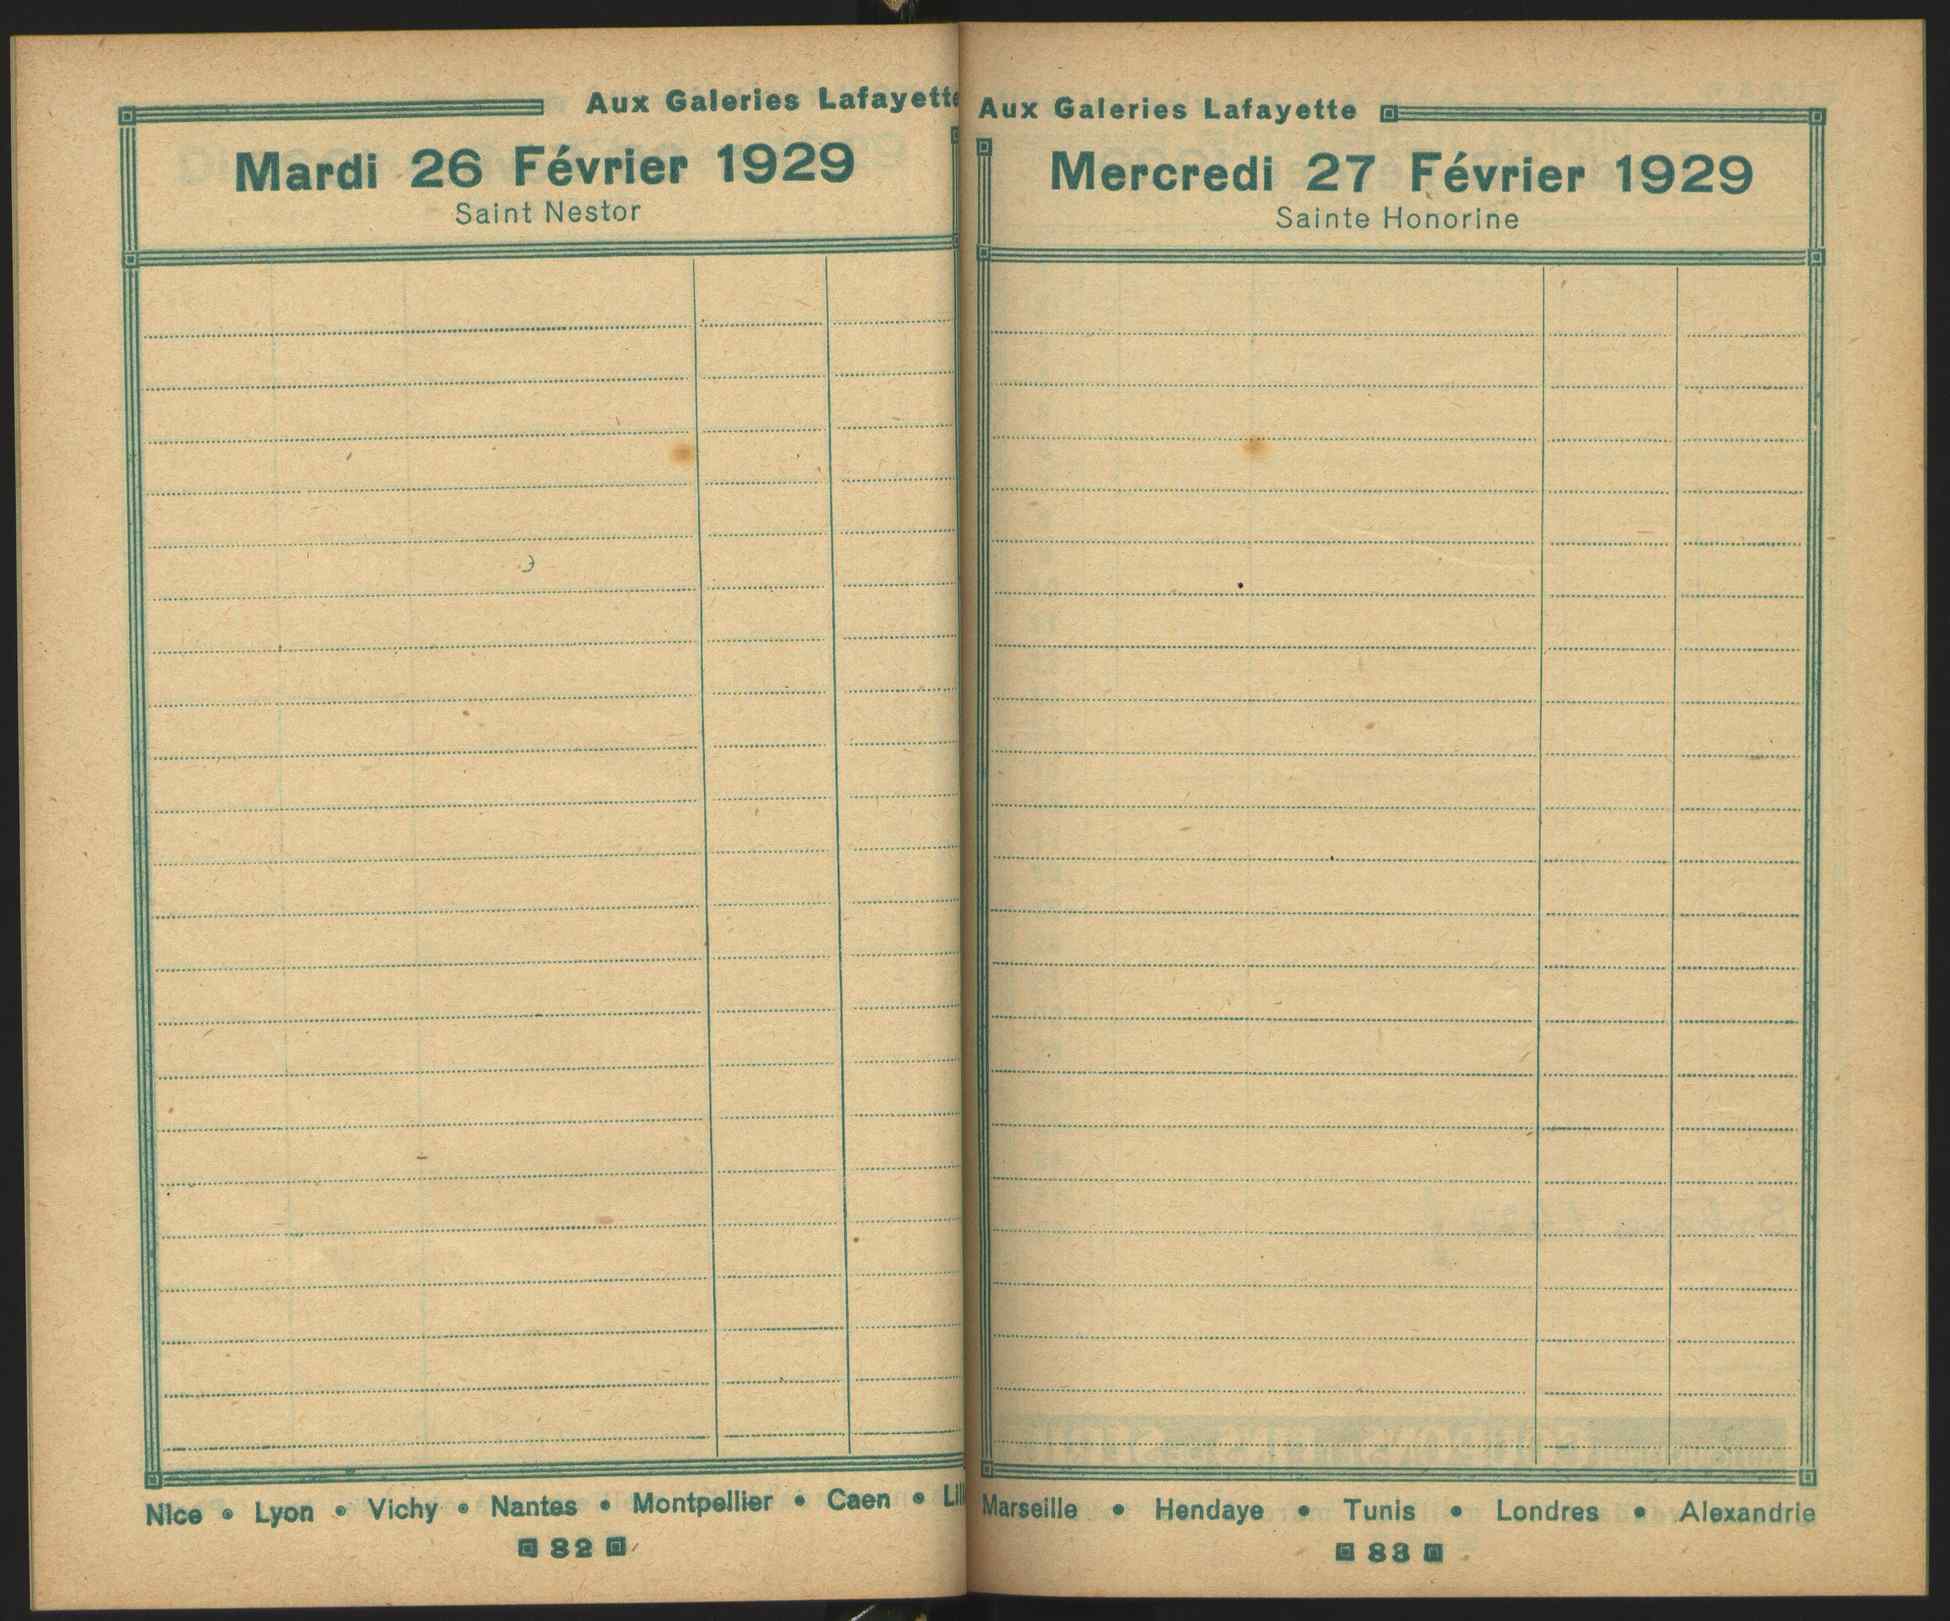 Aux Galeries Lafayette
Mardi 26 Février 1929
Saint Nestor
Nice • Lyon • Vichy • Nantes • Montpellier • Caen • Lill
82
Aux Galeries Lafayette
Mercredi 27 Février 1929
Sainte Honorine
Marseille • Hendaye • Tunis • Londres • Alexandrie
83